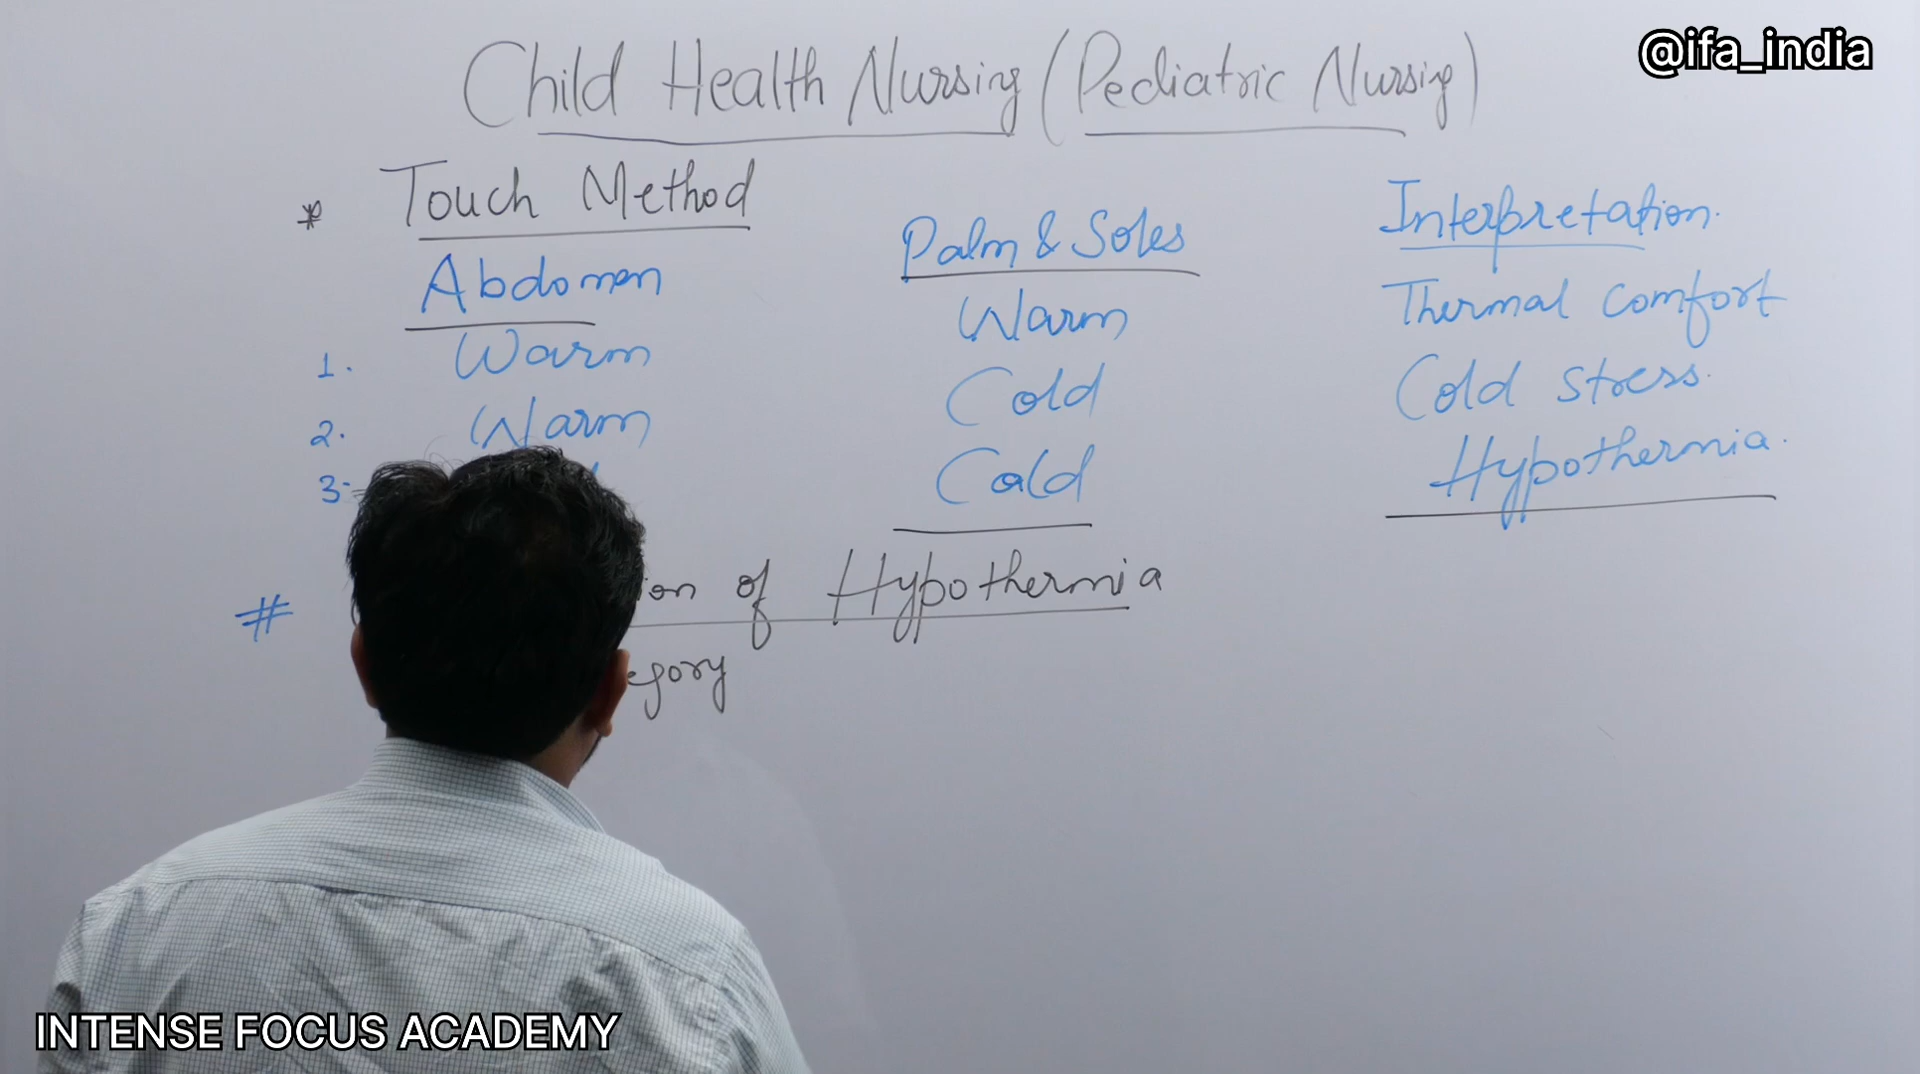 @ifa_india
Child Health Nursing (Pediatric Nursing)
* Touch Method
Abdomen Palm & Soles Interpretation.
1. Warm Warm Thermal comfort
2. Warm Cold Cold stress.
3. Cold Hypothermia.
# of Hypothermia
INTENSE FOCUS ACADEMY